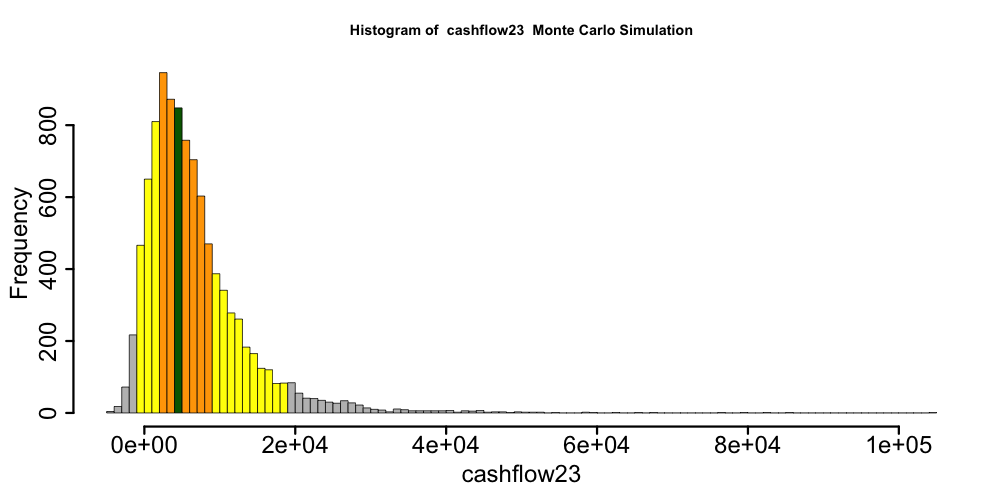 Histogram of  cashflow23  Monte Carlo Simulation
Frequency
800
600
400
200
0
0e+00 2e+04 4e+04 6e+04 8e+04 1e+05
cashflow23